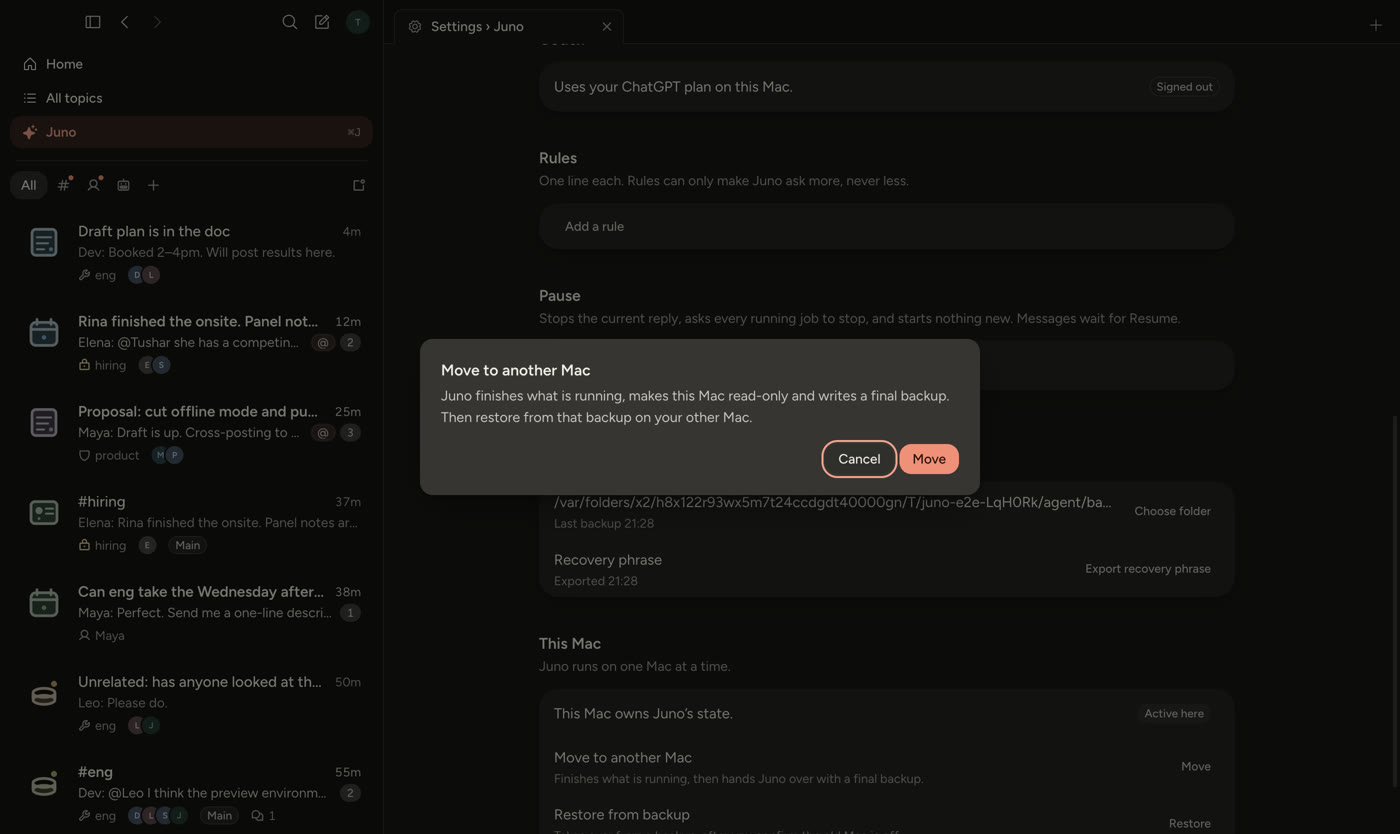 T
Home
All topics
Juno ⌘J
All
Draft plan is in the doc 4m
Dev: Booked 2–4pm. Will post results here.
eng D L
Rina finished the onsite. Panel not... 12m
Elena: @Tushar she has a competin... @ 2
hiring E S
Proposal: cut offline mode and pu... 25m
Maya: Draft is up. Cross-posting to ... @ 3
product M P
#hiring 37m
Elena: Rina finished the onsite. Panel notes ar...
hiring E Main
Can eng take the Wednesday after... 38m
Maya: Perfect. Send me a one-line descri... 1
Maya
Unrelated: has anyone looked at th... 50m
Leo: Please do.
eng L J
#eng 55m
Dev: @Leo I think the preview environm... 2
eng D L S J Main 1
Settings › Juno
Uses your ChatGPT plan on this Mac. Signed out
Rules
One line each. Rules can only make Juno ask more, never less.
Add a rule
Pause
Stops the current reply, asks every running job to stop, and starts nothing new. Messages wait for Resume.
Move to another Mac
Juno finishes what is running, makes this Mac read-only and writes a final backup.
Then restore from that backup on your other Mac.
Cancel Move
/var/folders/x2/h8x122r93wx5m7t24ccdgdt40000gn/T/juno-e2e-LqH0Rk/agent/ba... Choose folder
Last backup 21:28
Recovery phrase Export recovery phrase
Exported 21:28
This Mac
Juno runs on one Mac at a time.
This Mac owns Juno’s state. Active here
Move to another Mac Move
Finishes what is running, then hands Juno over with a final backup.
Restore from backup Restore